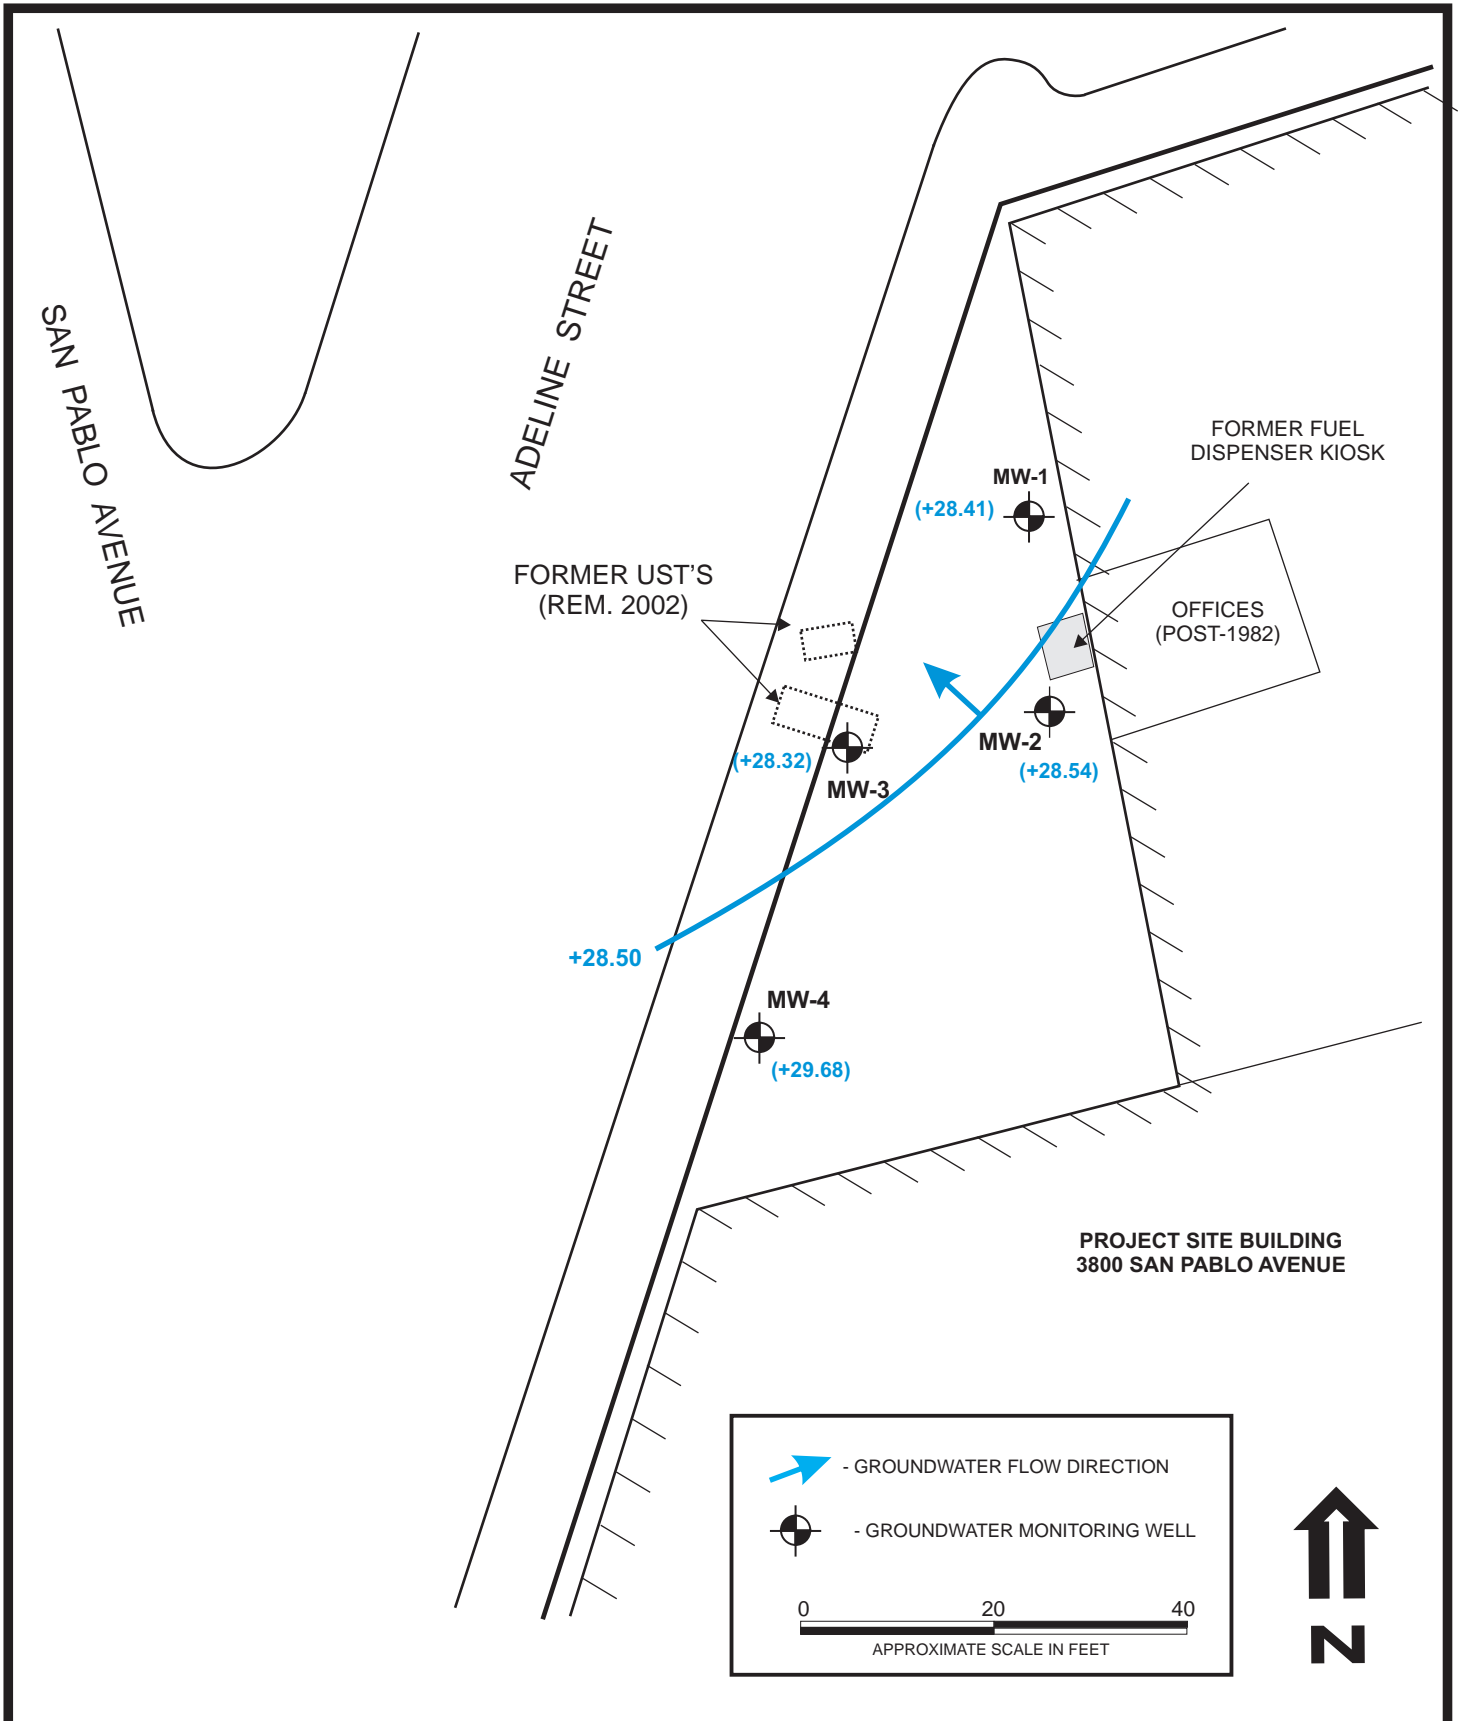 SAN PABLO AVENUE
ADELINE STREET
FORMER FUEL
DISPENSER KIOSK
MW-1
(+28.41)
FORMER UST'S
(REM. 2002)
OFFICES
(POST-1982)
MW-2
(+28.54)
(+28.32)
MW-3
+28.50
MW-4
(+29.68)
PROJECT SITE BUILDING
3800 SAN PABLO AVENUE
- GROUNDWATER FLOW DIRECTION
- GROUNDWATER MONITORING WELL
0 20 40
APPROXIMATE SCALE IN FEET
N